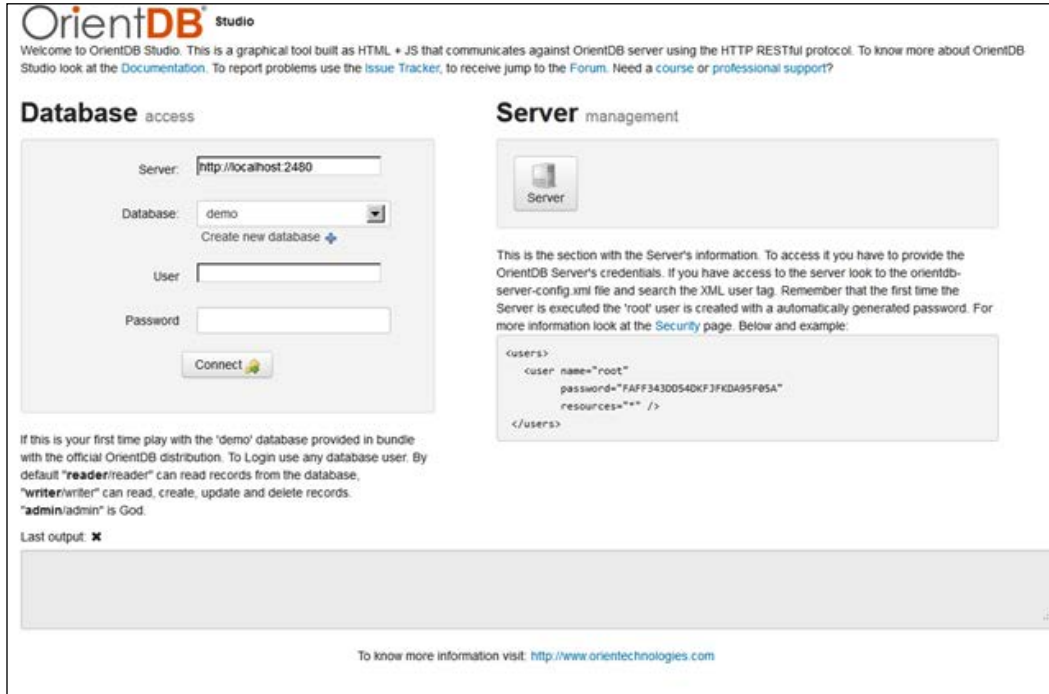 OrientDB® Studio
Welcome to OrientDB Studio. This is a graphical tool built as HTML + JS that communicates against OrientDB server using the HTTP RESTful protocol. To know more about OrientDB
Studio look at the Documentation. To report problems use the Issue Tracker, to receive jump to the Forum. Need a course or professional support?
Database access
Server: http://localhost:2480
Database: demo
Create new database
User
Password
Connect
If this is your first time play with the 'demo' database provided in bundle
with the official OrientDB distribution. To Login use any database user. By
default "reader/reader" can read records from the database,
"writer/writer" can read, create, update and delete records.
"admin/admin" is God.
Server management
Server
This is the section with the Server's information. To access it you have to provide the
OrientDB Server's credentials. If you have access to the server look to the orientdb-
server-config.xml file and search the XML user tag. Remember that the first time the
Server is executed the 'root' user is created with a automatically generated password. For
more information look at the Security page. Below and example:
<users>
<user name="root"
password="FAFF343DD54DKFJFKDA95F05A"
resources="*" />
</users>
Last output: ✖
To know more information visit: http://www.orientechnologies.com